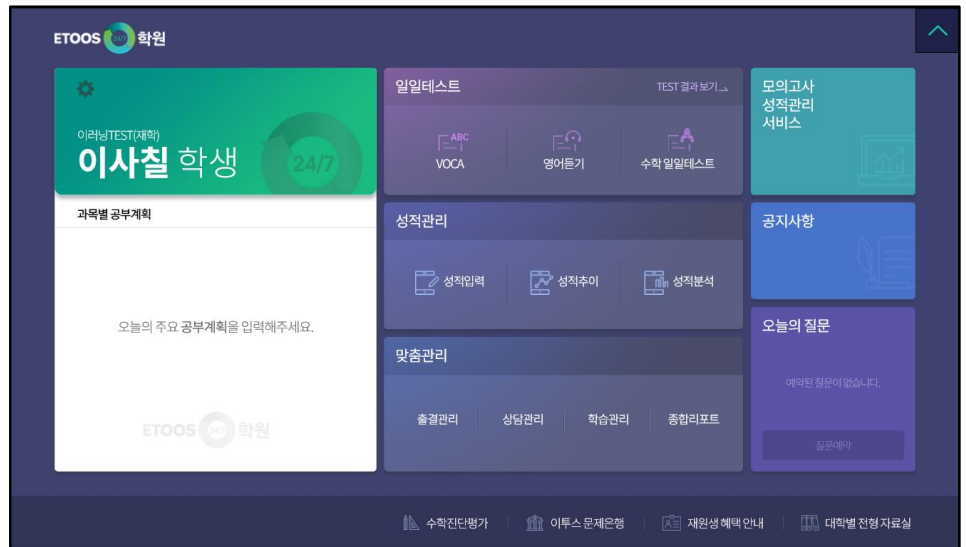 ETOOS 24/7 학원
이러닝TEST(재학)
이사칠 학생
24/7
과목별 공부계획
오늘의 주요 공부계획을 입력해주세요.
ETOOS 24/7 학원
일일테스트
TEST 결과 보기
ABC
VOCA
영어듣기
A
수학 일일테스트
성적관리
성적입력
성적추이
성적분석
맞춤관리
출결관리
상담관리
학습관리
종합리포트
모의고사
성적관리
서비스
공지사항
오늘의 질문
예약된 질문이 없습니다.
질문예약
수학진단평가
이투스 문제은행
재원생 혜택 안내
대학별 전형 자료실